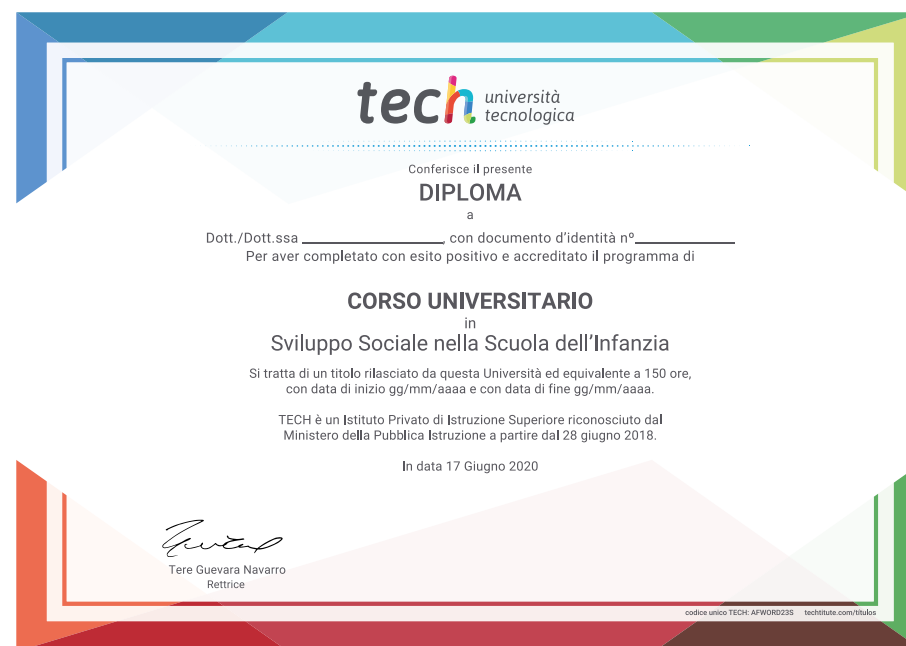 tech università
tecnologica
Conferisce il presente
DIPLOMA
a
Dott./Dott.ssa ________________, con documento d'identità nº____________
Per aver completato con esito positivo e accreditato il programma di
CORSO UNIVERSITARIO
in
Sviluppo Sociale nella Scuola dell'Infanzia
Si tratta di un titolo rilasciato da questa Università ed equivalente a 150 ore,
con data di inizio gg/mm/aaaa e con data di fine gg/mm/aaaa.
TECH è un Istituto Privato di Istruzione Superiore riconosciuto dal
Ministero della Pubblica Istruzione a partire dal 28 giugno 2018.
In data 17 Giugno 2020
Tere Guevara Navarro
Rettrice
codice unico TECH: AFWORD23S techtitute.com/títulos